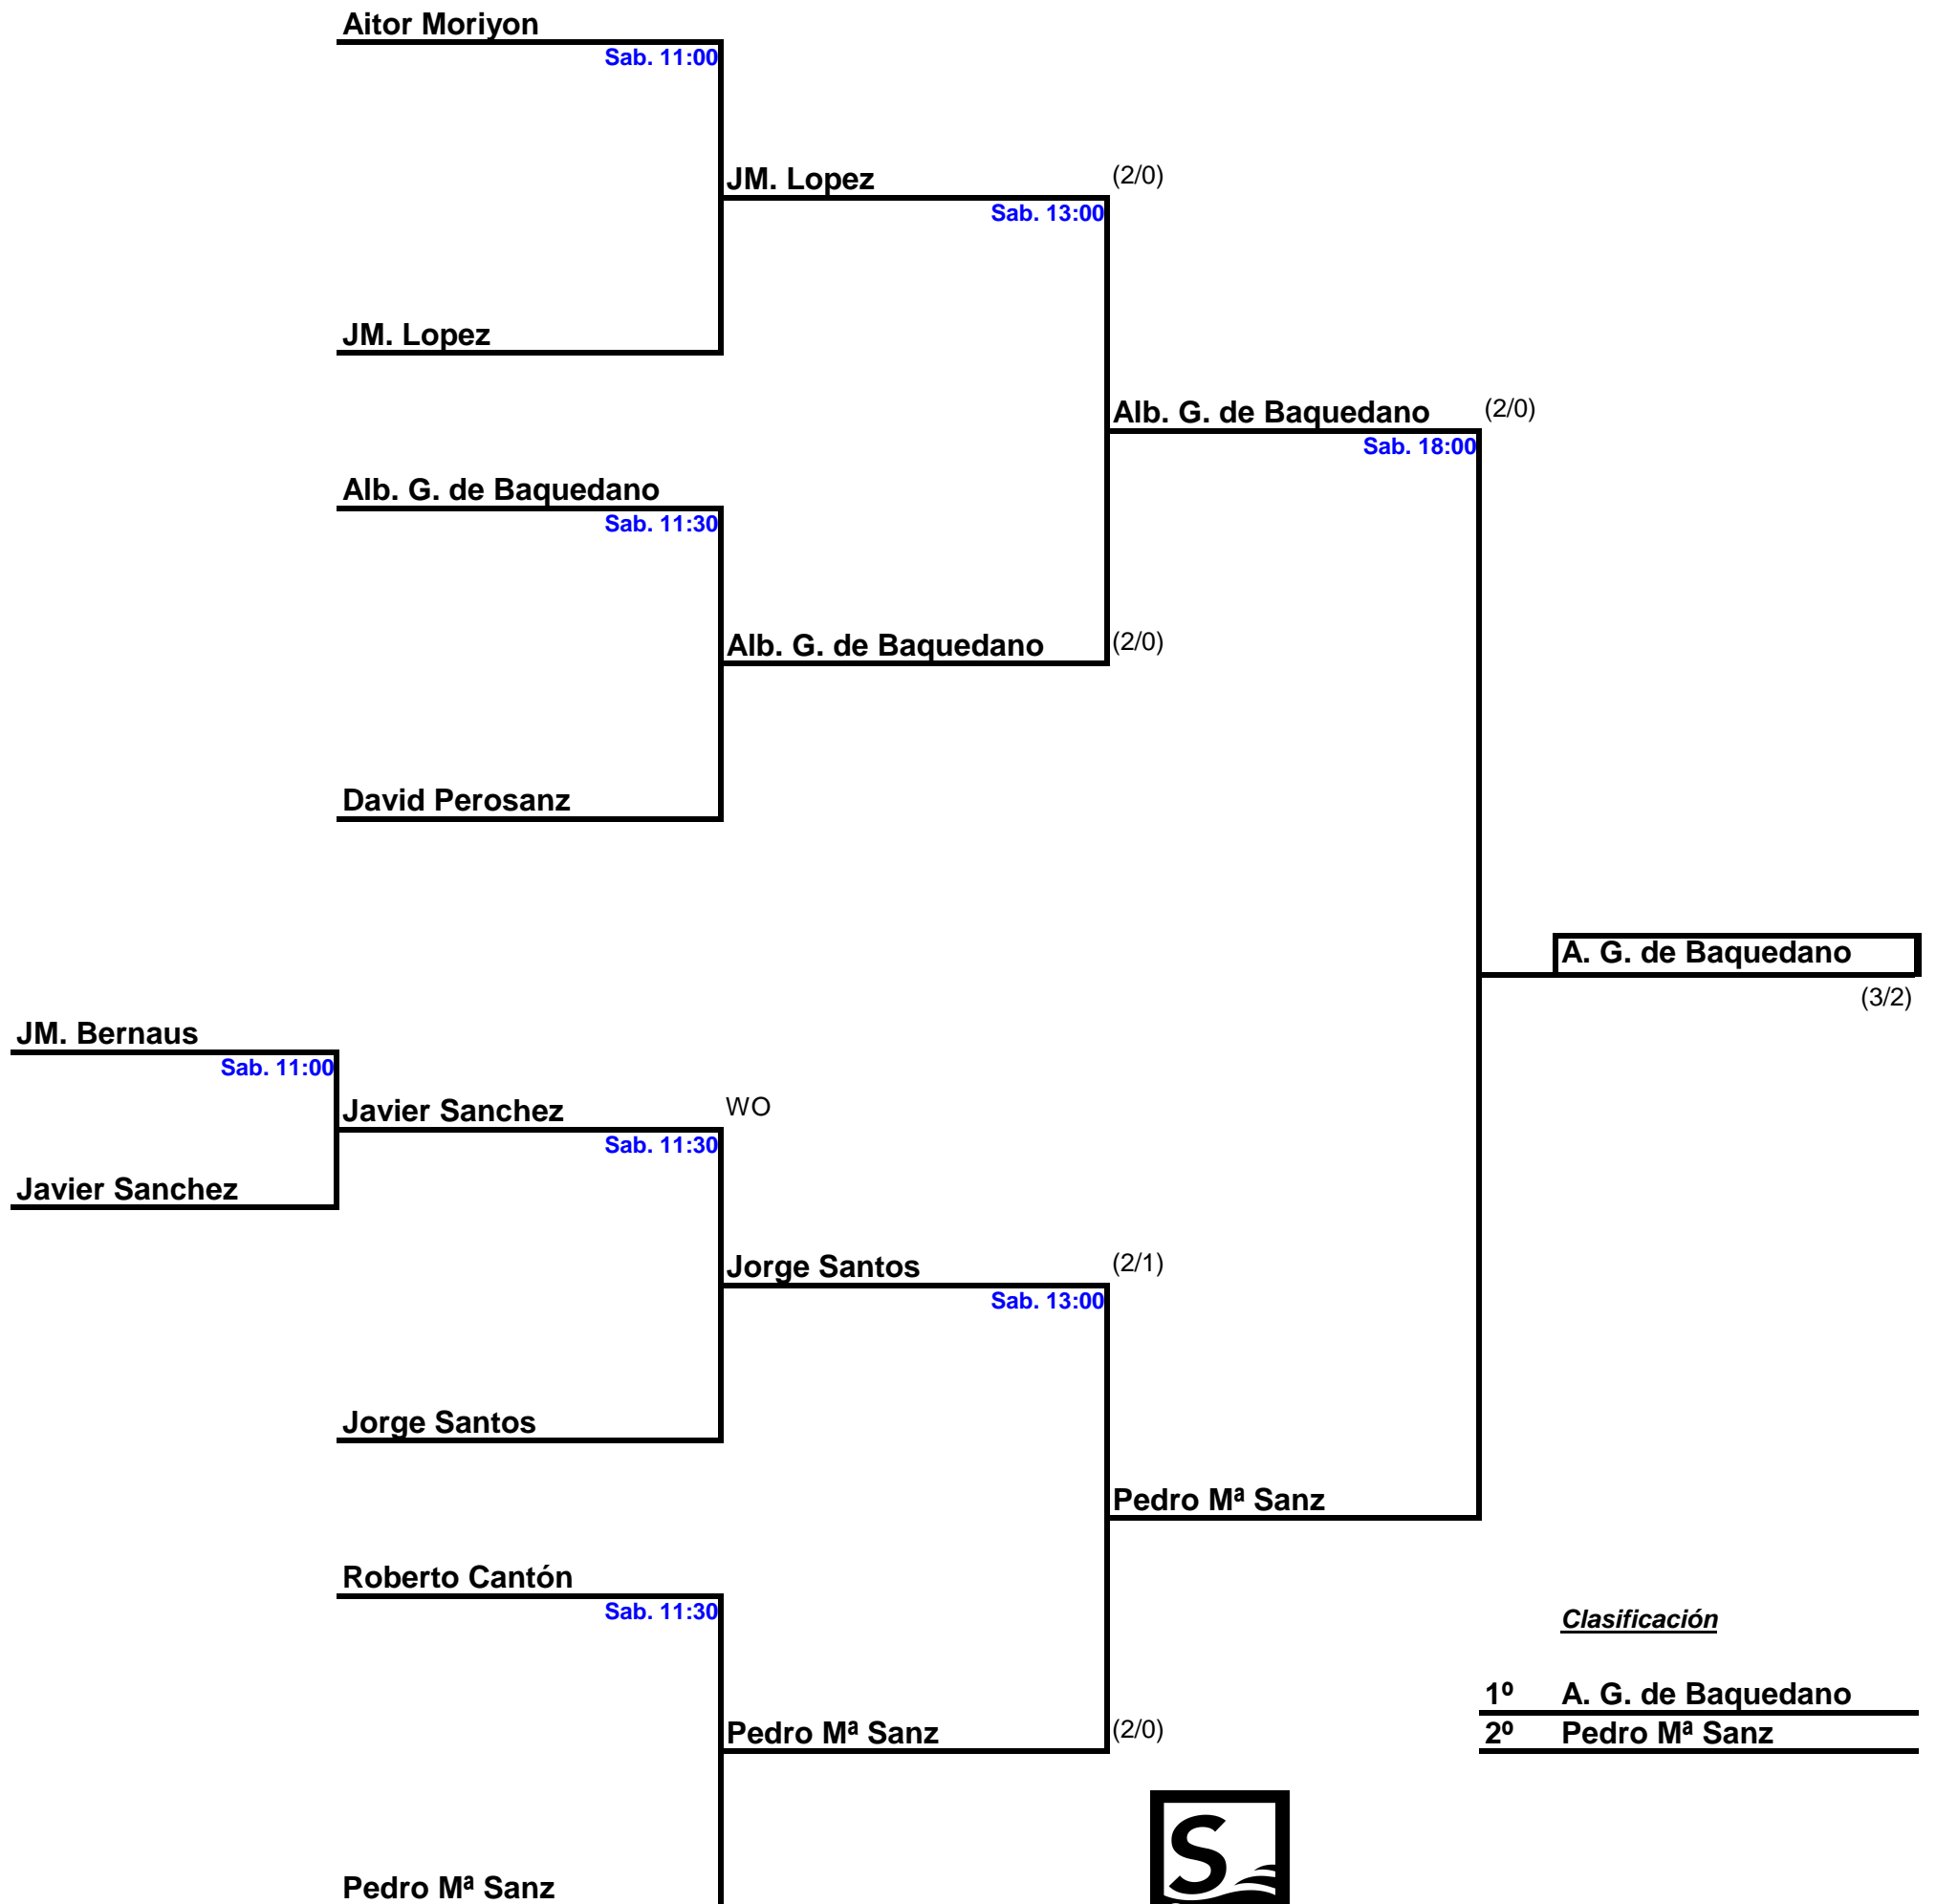 Aitor Moriyon
Sab. 11:00
JM. Lopez (2/0)
Sab. 13:00
JM. Lopez
Alb. G. de Baquedano (2/0)
Sab. 18:00
Alb. G. de Baquedano
Sab. 11:30
Alb. G. de Baquedano (2/0)
David Perosanz
A. G. de Baquedano
(3/2)
JM. Bernaus
Sab. 11:00
Javier Sanchez WO
Sab. 11:30
Javier Sanchez
Jorge Santos (2/1)
Sab. 13:00
Jorge Santos
Pedro Mª Sanz
Roberto Cantón
Sab. 11:30
Clasificación
1º A. G. de Baquedano
Pedro Mª Sanz (2/0)
2º Pedro Mª Sanz
S
Pedro Mª Sanz